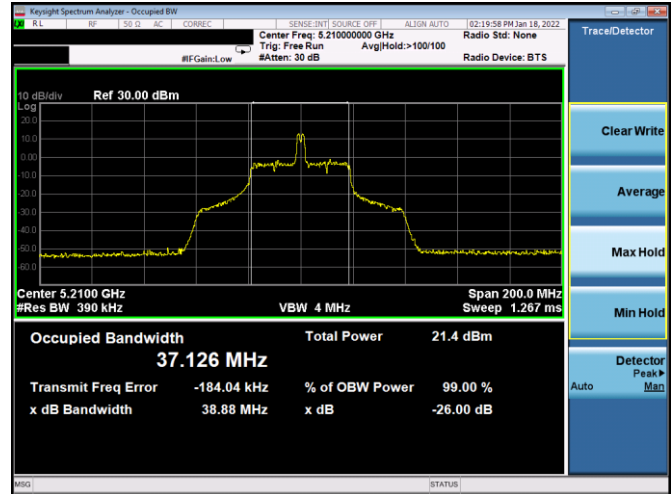 Keysight Spectrum Analyzer - Occupied BW
LXI RL RF 50 Ω AC CORREC SENSE:INT SOURCE OFF ALIGN AUTO 02:19:58 PM Jan 18, 2022
Center Freq: 5.210000000 GHz Radio Std: None
Trig: Free Run Avg|Hold:>100/100
#IFGain:Low #Atten: 30 dB Radio Device: BTS
Trace/Detector
10 dB/div Ref 30.00 dBm
Log
20.0
10.0
0.00
-10.0
-20.0
-30.0
-40.0
-50.0
-60.0
Center 5.2100 GHz Span 200.0 MHz
#Res BW 390 kHz VBW 4 MHz Sweep 1.267 ms
Occupied Bandwidth Total Power 21.4 dBm
37.126 MHz
Transmit Freq Error -184.04 kHz % of OBW Power 99.00 %
x dB Bandwidth 38.88 MHz x dB -26.00 dB
Clear Write
Average
Max Hold
Min Hold
Detector
Peak▶
Auto Man
MSG STATUS